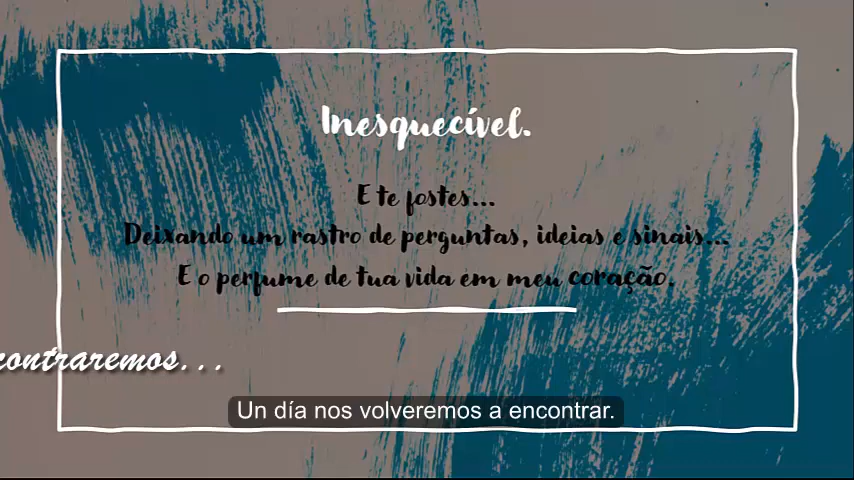 Inesquecível.
E te fostes...
Deixando um rastro de perguntas, ideias e sinais...
E o perfume de tua vida em meu coração.
contraremos...
Un día nos volveremos a encontrar.